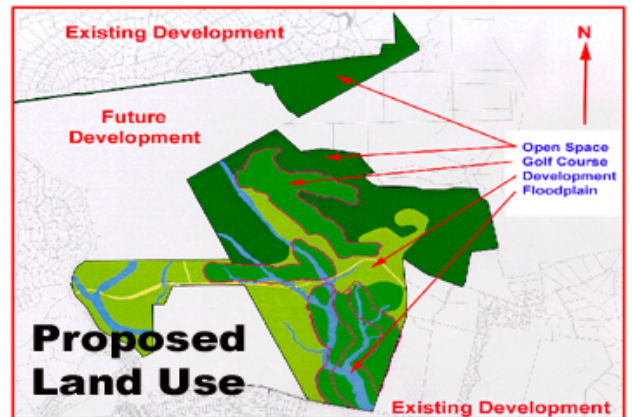 Existing Development
N
Future
Development
Open Space
Golf Course
Development
Floodplain
Proposed
Land Use
Existing Development